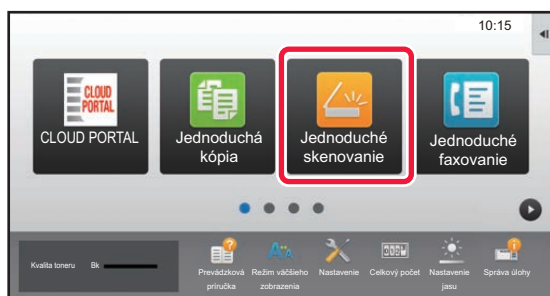 10:15
CLOUD
PORTAL
CLOUD PORTAL
Jednoduchá
kópia
Jednoduché
skenovanie
Jednoduché
faxovanie
Kvalita toneru Bk
Prevádzková
príručka
Režim väčšieho
zobrazenia
Nastavenie
Celkový počet
Nastavenie
jasu
Správa úlohy